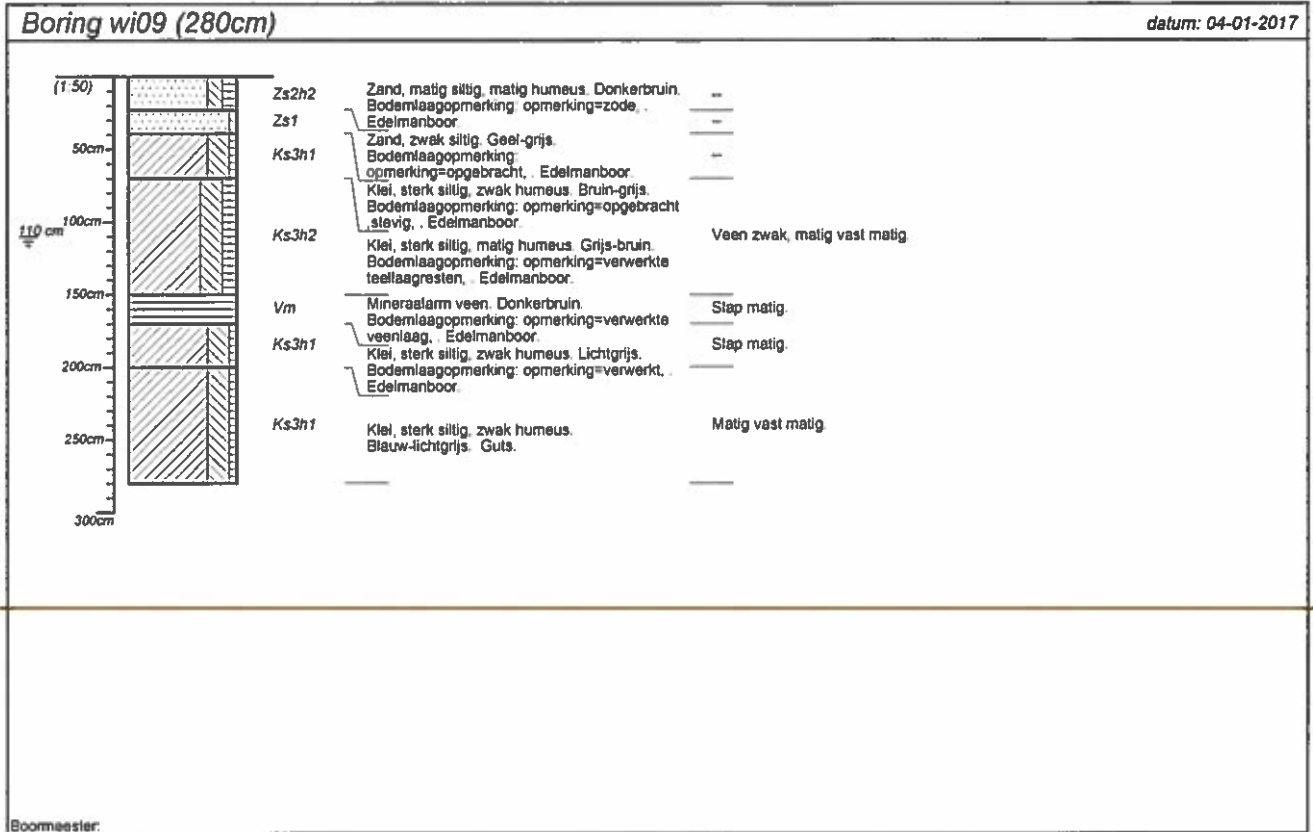 Boring wi09 (280cm)
datum: 04-01-2017
(1:50)
50cm
100cm
110 cm
150cm
200cm
250cm
300cm
Zs2h2
Zand, matig siltig, matig humeus. Donkerbruin.
Bodemlaagopmerking: opmerking=zode, .
Edelmanboor.
--
Zs1
Zand, zwak siltig. Geel-grijs.
Bodemlaagopmerking:
opmerking=opgebracht, . Edelmanboor.
--
Ks3h1
Klei, sterk siltig, zwak humeus. Bruin-grijs.
Bodemlaagopmerking: opmerking=opgebracht
,stevig, . Edelmanboor.
--
Ks3h2
Klei, sterk siltig, matig humeus. Grijs-bruin.
Bodemlaagopmerking: opmerking=verwerkte
teellaagresten, . Edelmanboor.
Veen zwak, matig vast matig.
Vm
Mineraalarm veen. Donkerbruin.
Bodemlaagopmerking: opmerking=verwerkte
veenlaag, . Edelmanboor.
Slap matig.
Ks3h1
Klei, sterk siltig, zwak humeus. Lichtgrijs.
Bodemlaagopmerking: opmerking=verwerkt, .
Edelmanboor.
Slap matig.
Ks3h1
Klei, sterk siltig, zwak humeus.
Blauw-lichtgrijs. Guts.
Matig vast matig.
Boormeester: